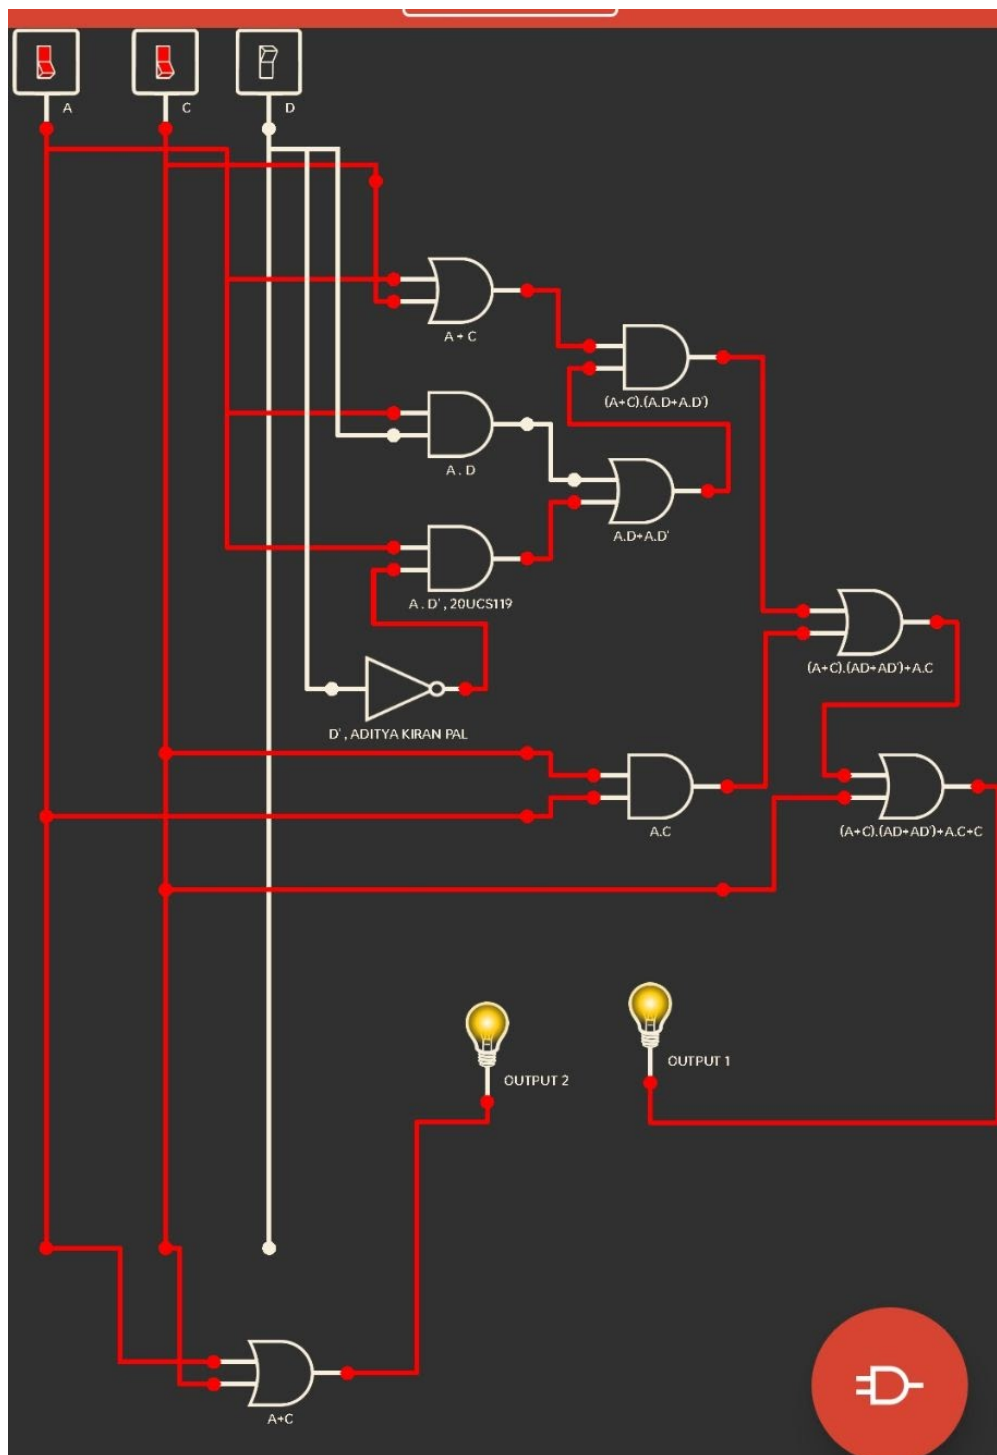 A
C
D
A + C
(A+C).(A.D+A.D')
A . D
A.D+A.D'
A . D' , 20UCS119
(A+C).(AD+AD')+A.C
D' , ADITYA KIRAN PAL
A.C
(A+C).(AD+AD')+A.C+C
OUTPUT 1
OUTPUT 2
A+C